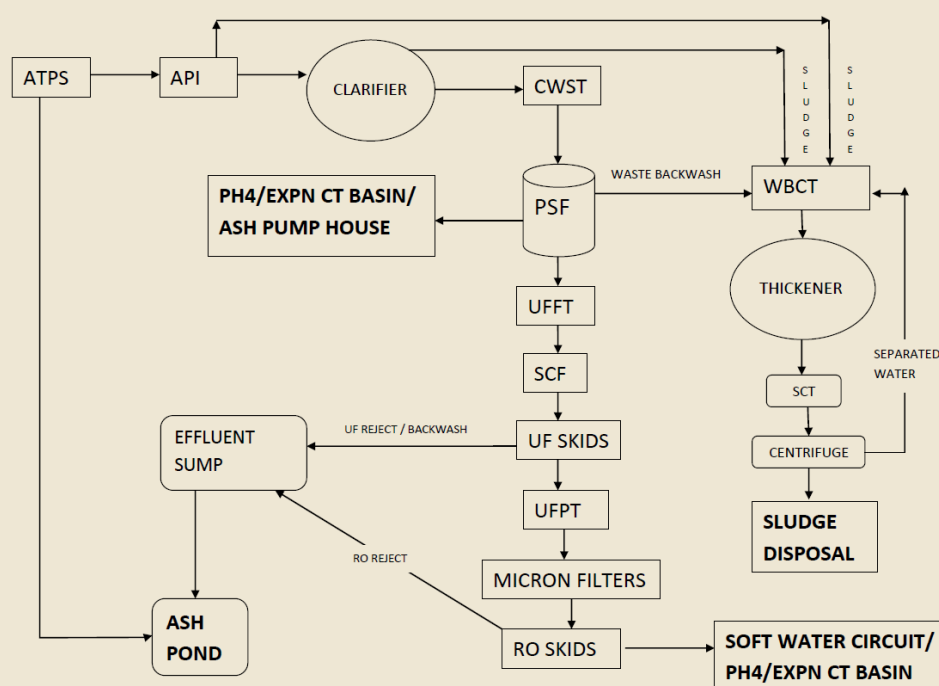 ATPS
API
CLARIFIER
CWST
SLUDGE
SLUDGE
PH4/EXPN CT BASIN/
ASH PUMP HOUSE
PSF
WASTE BACKWASH
WBCT
THICKENER
UFFT
SCF
SEPARATED
WATER
SCT
EFFLUENT
SUMP
UF REJECT / BACKWASH
UF SKIDS
CENTRIFUGE
UFPT
SLUDGE
DISPOSAL
RO REJECT
MICRON FILTERS
ASH
POND
RO SKIDS
SOFT WATER CIRCUIT/
PH4/EXPN CT BASIN